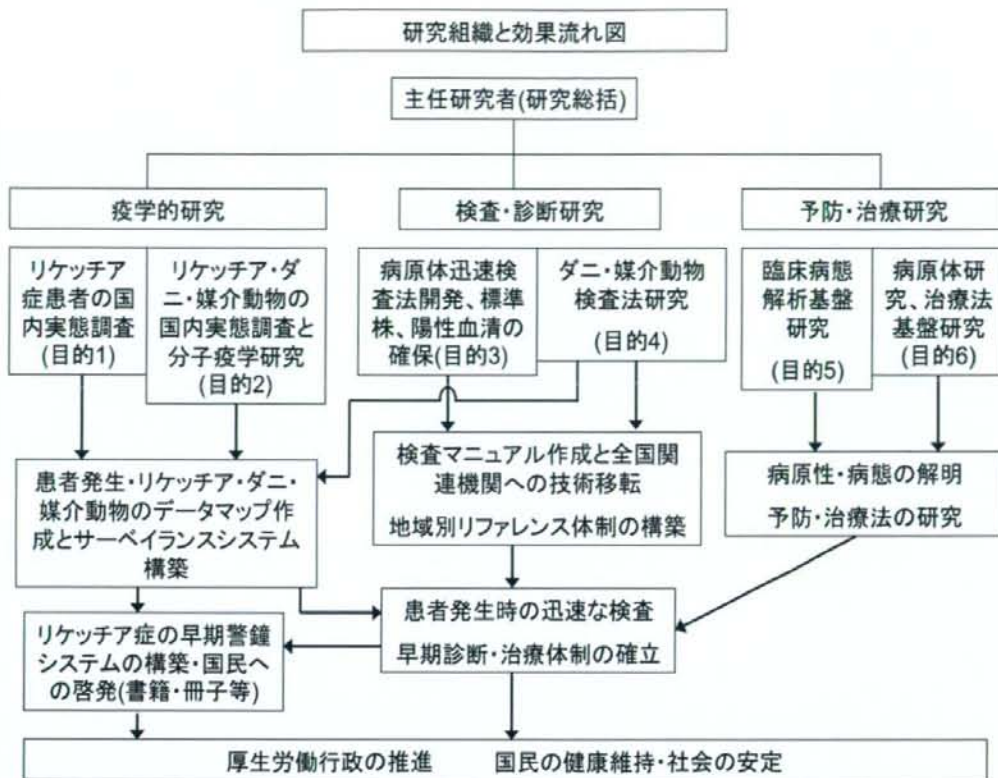 研究組織と効果流れ図
主任研究者(研究総括)
疫学的研究
検査・診断研究
予防・治療研究
リケッチア
症患者の国
内実態調査
(目的1)
リケッチア・ダ
ニ・媒介動物の
国内実態調査と
分子疫学研究
(目的2)
病原体迅速検
査法開発、標準
株、陽性血清の
確保(目的3)
ダニ・媒介動物
検査法研究
(目的4)
臨床病態
解析基盤
研究
(目的5)
病原体研
究、治療法
基盤研究
(目的6)
患者発生・リケッチア・ダニ・
媒介動物のデータマップ作
成とサーベイランスシステム
構築
検査マニュアル作成と全国関
連機関への技術移転
地域別リファレンス体制の構築
病原性・病態の解明
予防・治療法の研究
リケッチア症の早期警鐘
システムの構築・国民へ
の啓発(書籍・冊子等)
患者発生時の迅速な検査
早期診断・治療体制の確立
厚生労働行政の推進 国民の健康維持・社会の安定